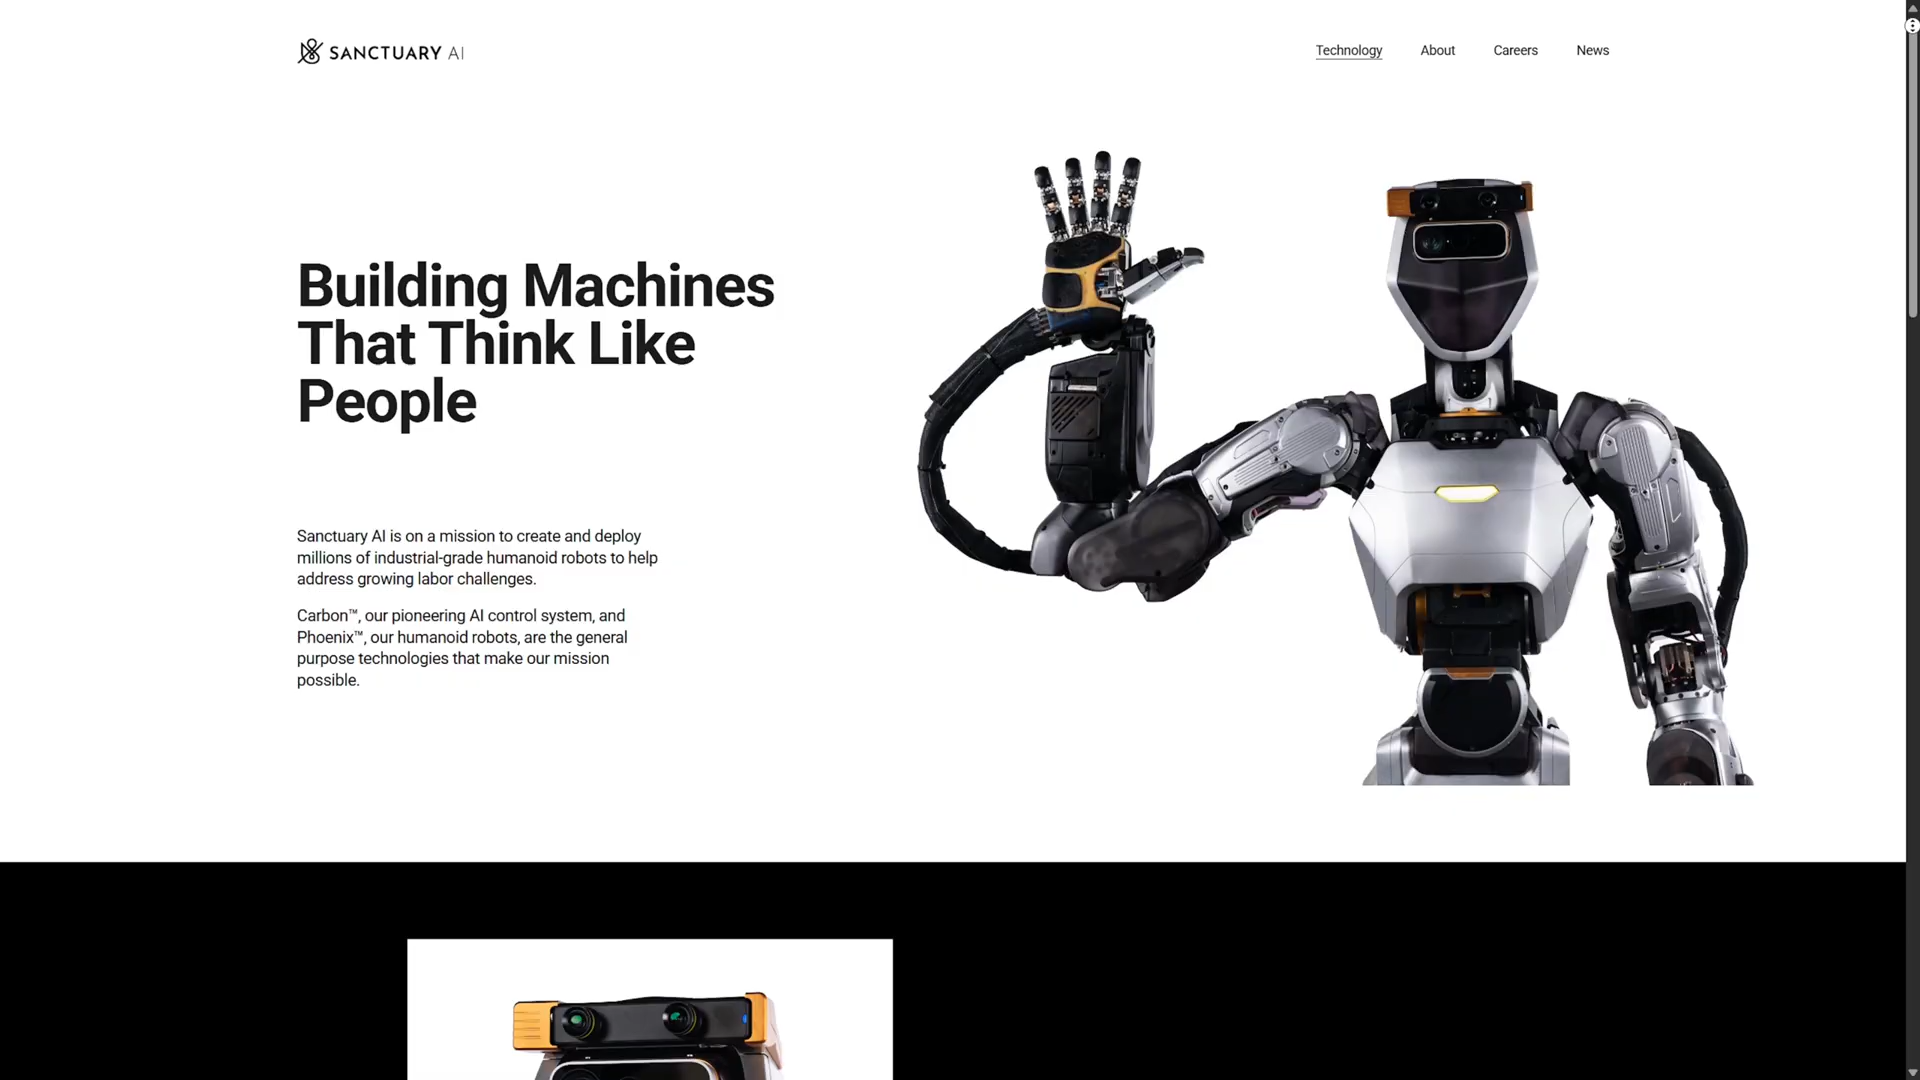 SANCTUARY AI
Technology
About
Careers
News
Building Machines
That Think Like
People
Sanctuary AI is on a mission to create and deploy
millions of industrial-grade humanoid robots to help
address growing labor challenges.
Carbon™, our pioneering AI control system, and
Phoenix™, our humanoid robots, are the general
purpose technologies that make our mission
possible.